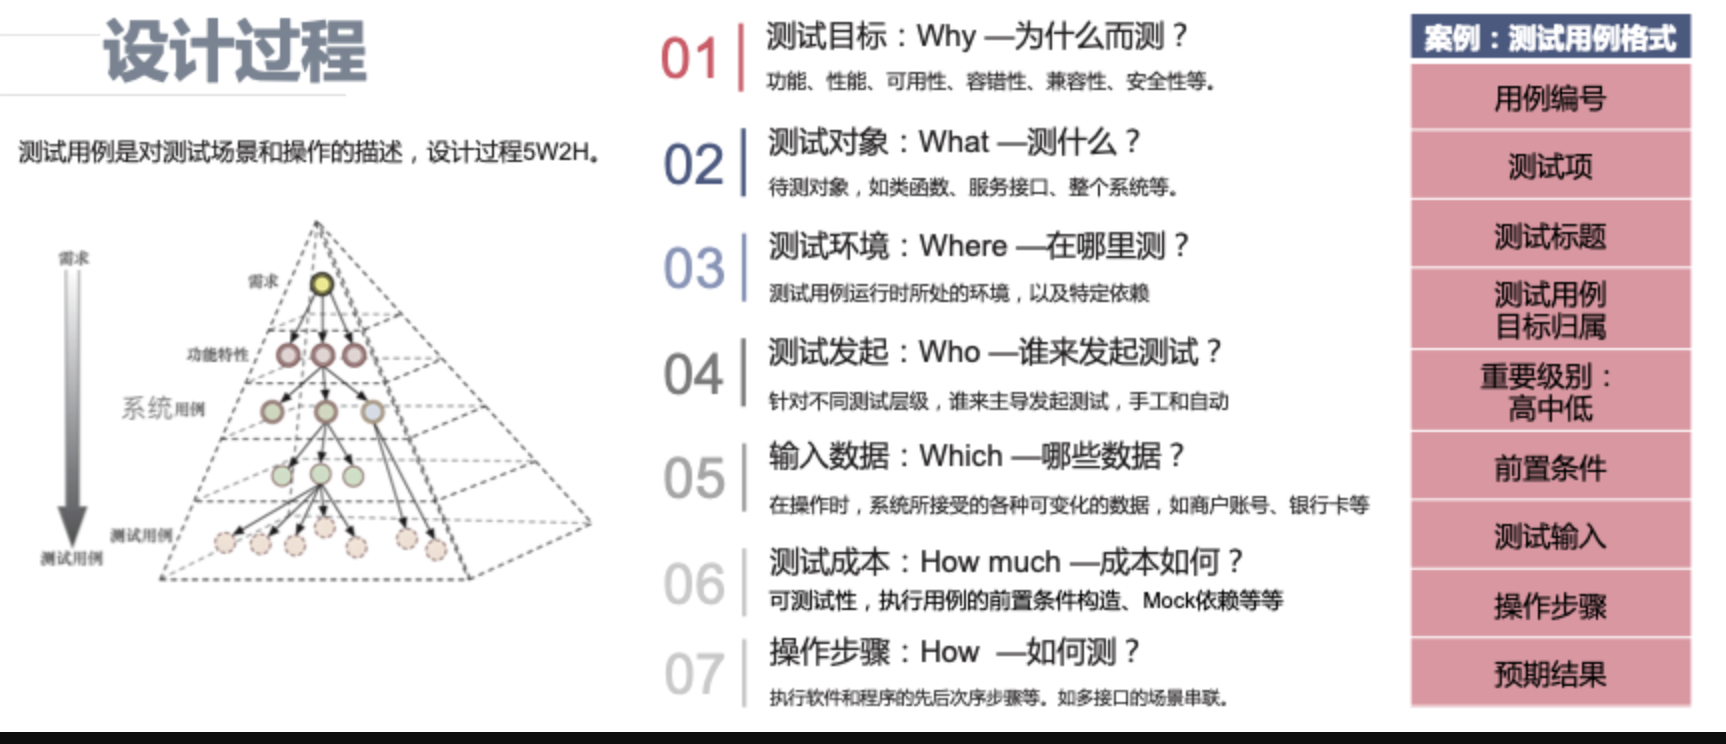 设计过程
测试用例是对测试场景和操作的描述，设计过程5W2H。
需求
测试用例
需求
功能特性
系统用例
测试用例
01
测试目标：Why —为什么而测？
功能、性能、可用性、容错性、兼容性、安全性等。
02
测试对象：What —测什么？
待测对象，如类函数、服务接口、整个系统等。
03
测试环境：Where —在哪里测？
测试用例运行时所处的环境，以及特定依赖
04
测试发起：Who —谁来发起测试？
针对不同测试层级，谁来主导发起测试，手工和自动
05
输入数据：Which —哪些数据？
在操作时，系统所接受的各种可变化的数据，如商户账号、银行卡等
06
测试成本：How much —成本如何？
可测试性，执行用例的前置条件构造、Mock依赖等等
07
操作步骤：How —如何测？
执行软件和程序的先后次序步骤等。如多接口的场景串联。
案例：测试用例格式
用例编号
测试项
测试标题
测试用例
目标归属
重要级别：
高中低
前置条件
测试输入
操作步骤
预期结果